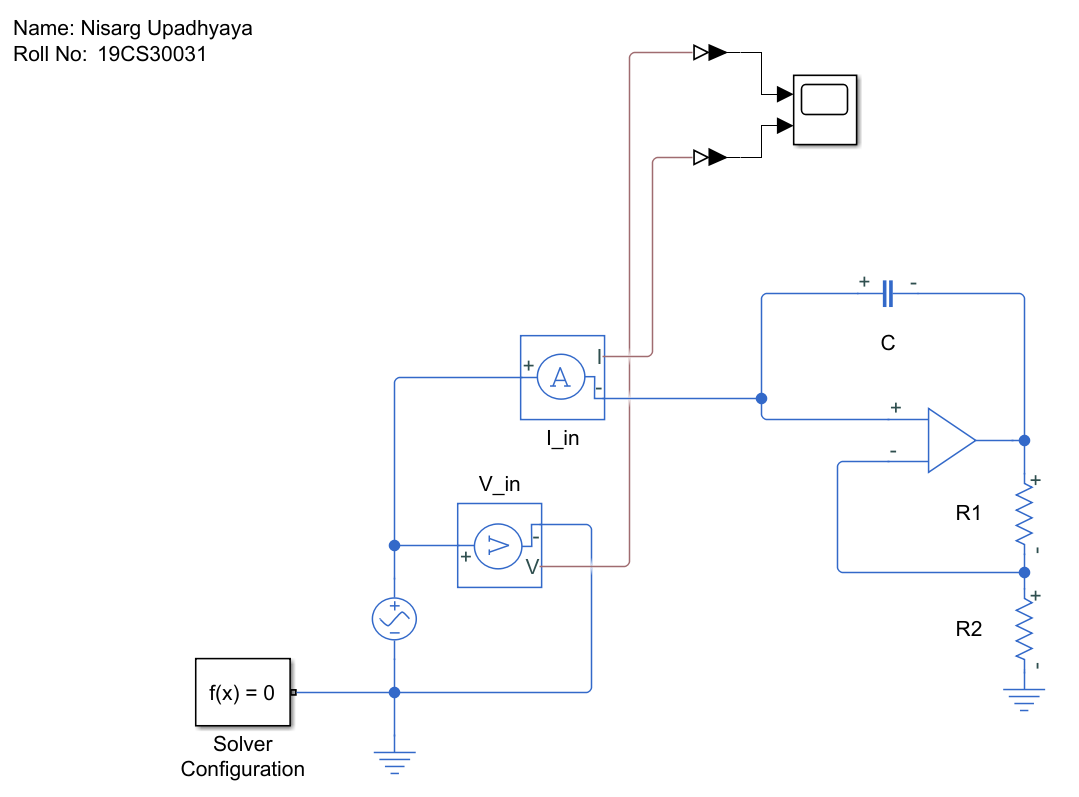 Name: Nisarg Upadhyaya
Roll No: 19CS30031
+ -
C
+
I
A
-
I_in
+
-
V_in
+
R1
-
V
+
-
V
+
R2
-
+
-
f(x) = 0
Solver
Configuration